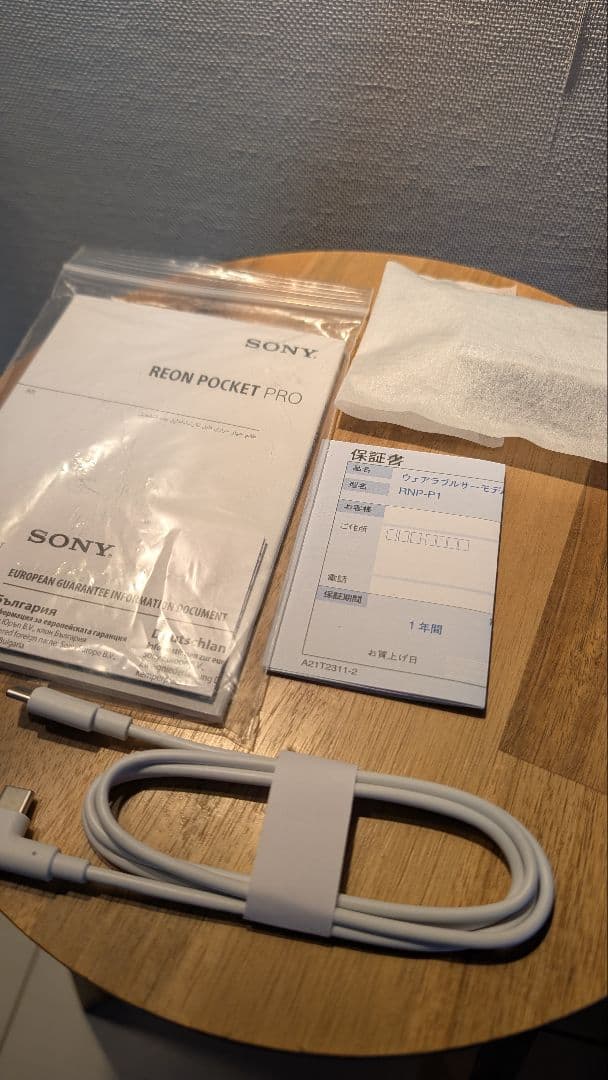 SONY
REON POCKET PRO
SONY
EUROPEAN GUARANTEE INFORMATION DOCUMENT
България
Deutschlan
保証書
品名
ウェアラブルサーモデ
型名
RNP-P1
お客様
ご住所
電話
保証期間
1年間
お買上げ日
A21T2311-2